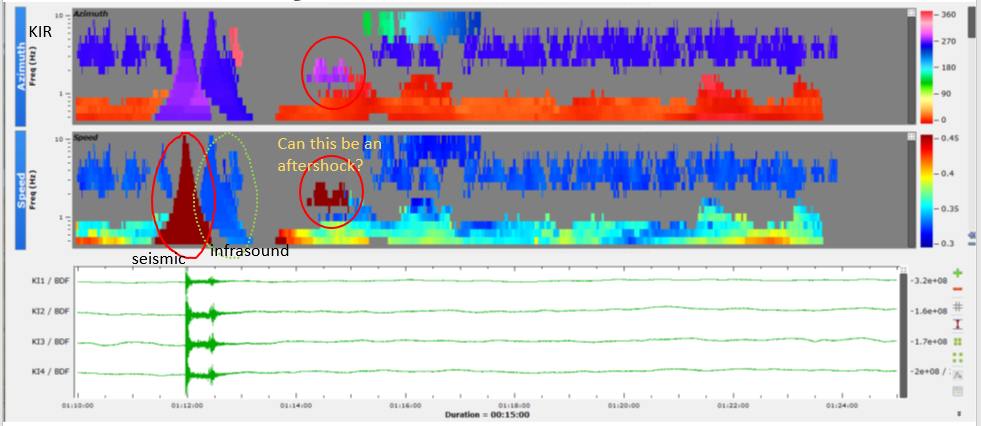 KIR
Azimuth
Freq (Hz)
Azimuth
10
1
360
270
180
90
0
Speed
Freq (Hz)
Speed
10
1
Can this be an
aftershock?
0.45
0.4
0.35
0.3
seismic
infrasound
KI1 / BDF
KI2 / BDF
KI3 / BDF
KI4 / BDF
-3.2e+08
-1.6e+08
-1.7e+08
-2e+08 /
01:10:00
01:12:00
01:14:00
01:16:00
01:18:00
01:20:00
01:22:00
01:24:00
Duration = 00:15:00